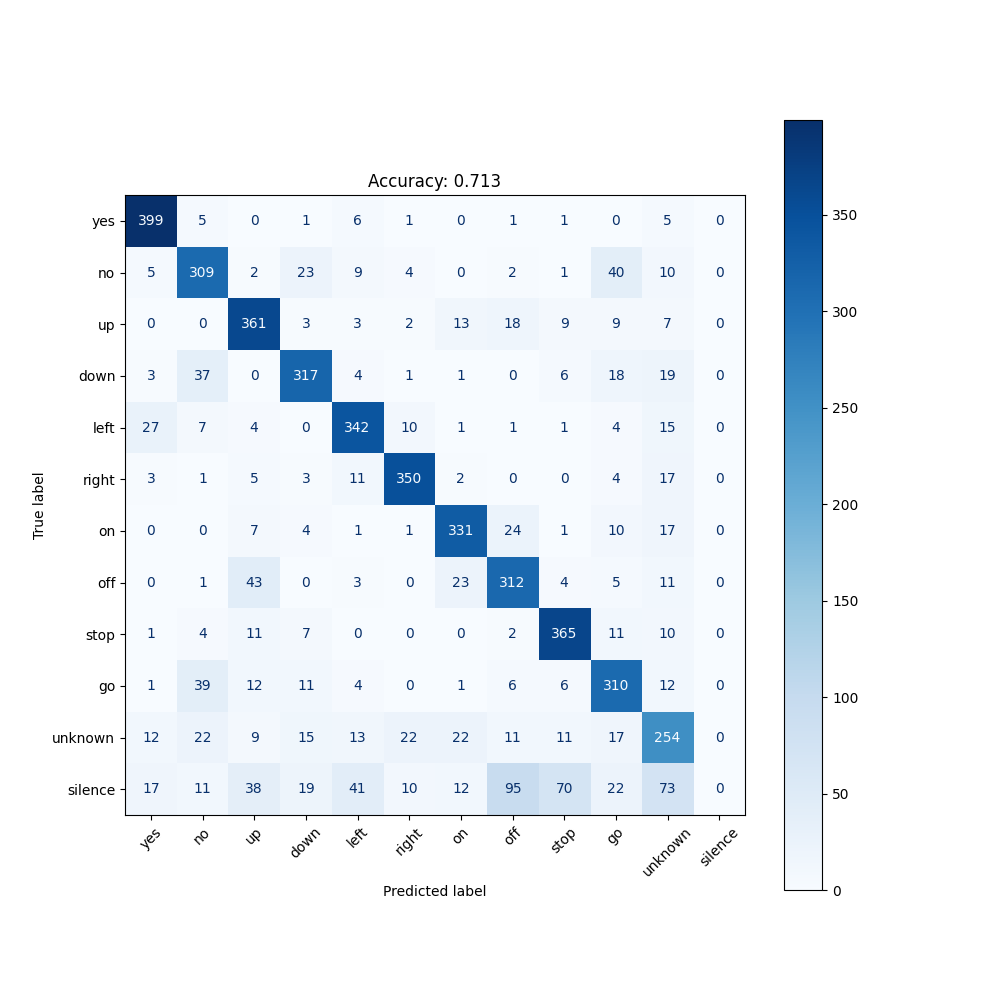 Accuracy: 0.713
yes 399 5 0 1 6 1 0 1 1 0 5 0
no 5 309 2 23 9 4 0 2 1 40 10 0
up 0 0 361 3 3 2 13 18 9 9 7 0
down 3 37 0 317 4 1 1 0 6 18 19 0
left 27 7 4 0 342 10 1 1 1 4 15 0
right 3 1 5 3 11 350 2 0 0 4 17 0
on 0 0 7 4 1 1 331 24 1 10 17 0
off 0 1 43 0 3 0 23 312 4 5 11 0
stop 1 4 11 7 0 0 0 2 365 11 10 0
go 1 39 12 11 4 0 1 6 6 310 12 0
unknown 12 22 9 15 13 22 22 11 11 17 254 0
silence 17 11 38 19 41 10 12 95 70 22 73 0
yes no up down left right on off stop go unknown silence
Predicted label
True label
350
300
250
200
150
100
50
0